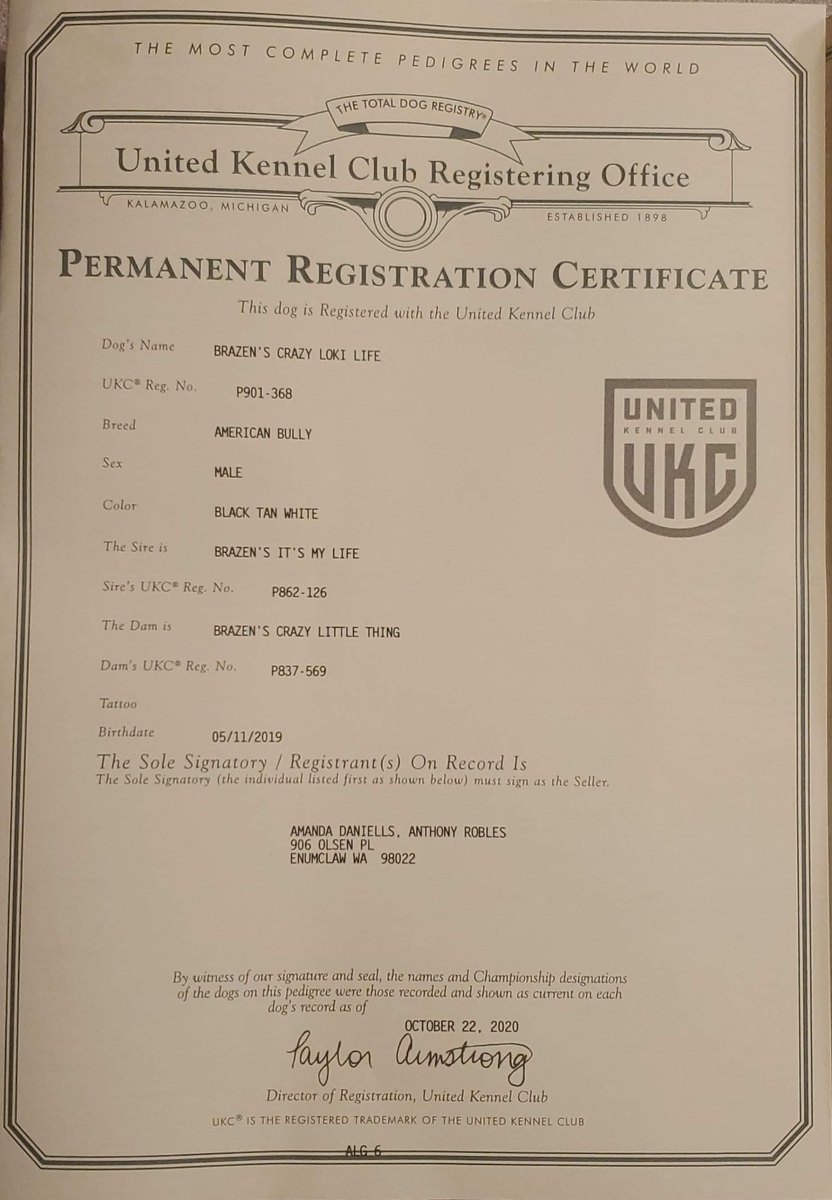 THE MOST COMPLETE PEDIGREES IN THE WORLD
THE TOTAL DOG REGISTRY®
United Kennel Club Registering Office
KALAMAZOO, MICHIGAN
ESTABLISHED 1898
PERMANENT REGISTRATION CERTIFICATE
This dog is Registered with the United Kennel Club
Dog's Name BRAZEN'S CRAZY LOKI LIFE
UKC® Reg. No. P901-368
Breed AMERICAN BULLY
Sex MALE
Color BLACK TAN WHITE
The Sire is BRAZEN'S IT'S MY LIFE
Sire's UKC® Reg. No. P862-126
The Dam is BRAZEN'S CRAZY LITTLE THING
Dam's UKC® Reg. No. P837-569
Tattoo
Birthdate 05/11/2019
UNITED
KENNEL CLUB
UKC
The Sole Signatory / Registrant(s) On Record Is
The Sole Signatory (the individual listed first as shown below) must sign as the Seller.
AMANDA DANIELLS, ANTHONY ROBLES
906 OLSEN PL
ENUMCLAW WA 98022
By witness of our signature and seal, the names and Championship designations
of the dogs on this pedigree were those recorded and shown as current on each
dog's record as of
OCTOBER 22, 2020
Taylor Armstrong
Director of Registration, United Kennel Club
UKC® IS THE REGISTERED TRADEMARK OF THE UNITED KENNEL CLUB
ALG 6